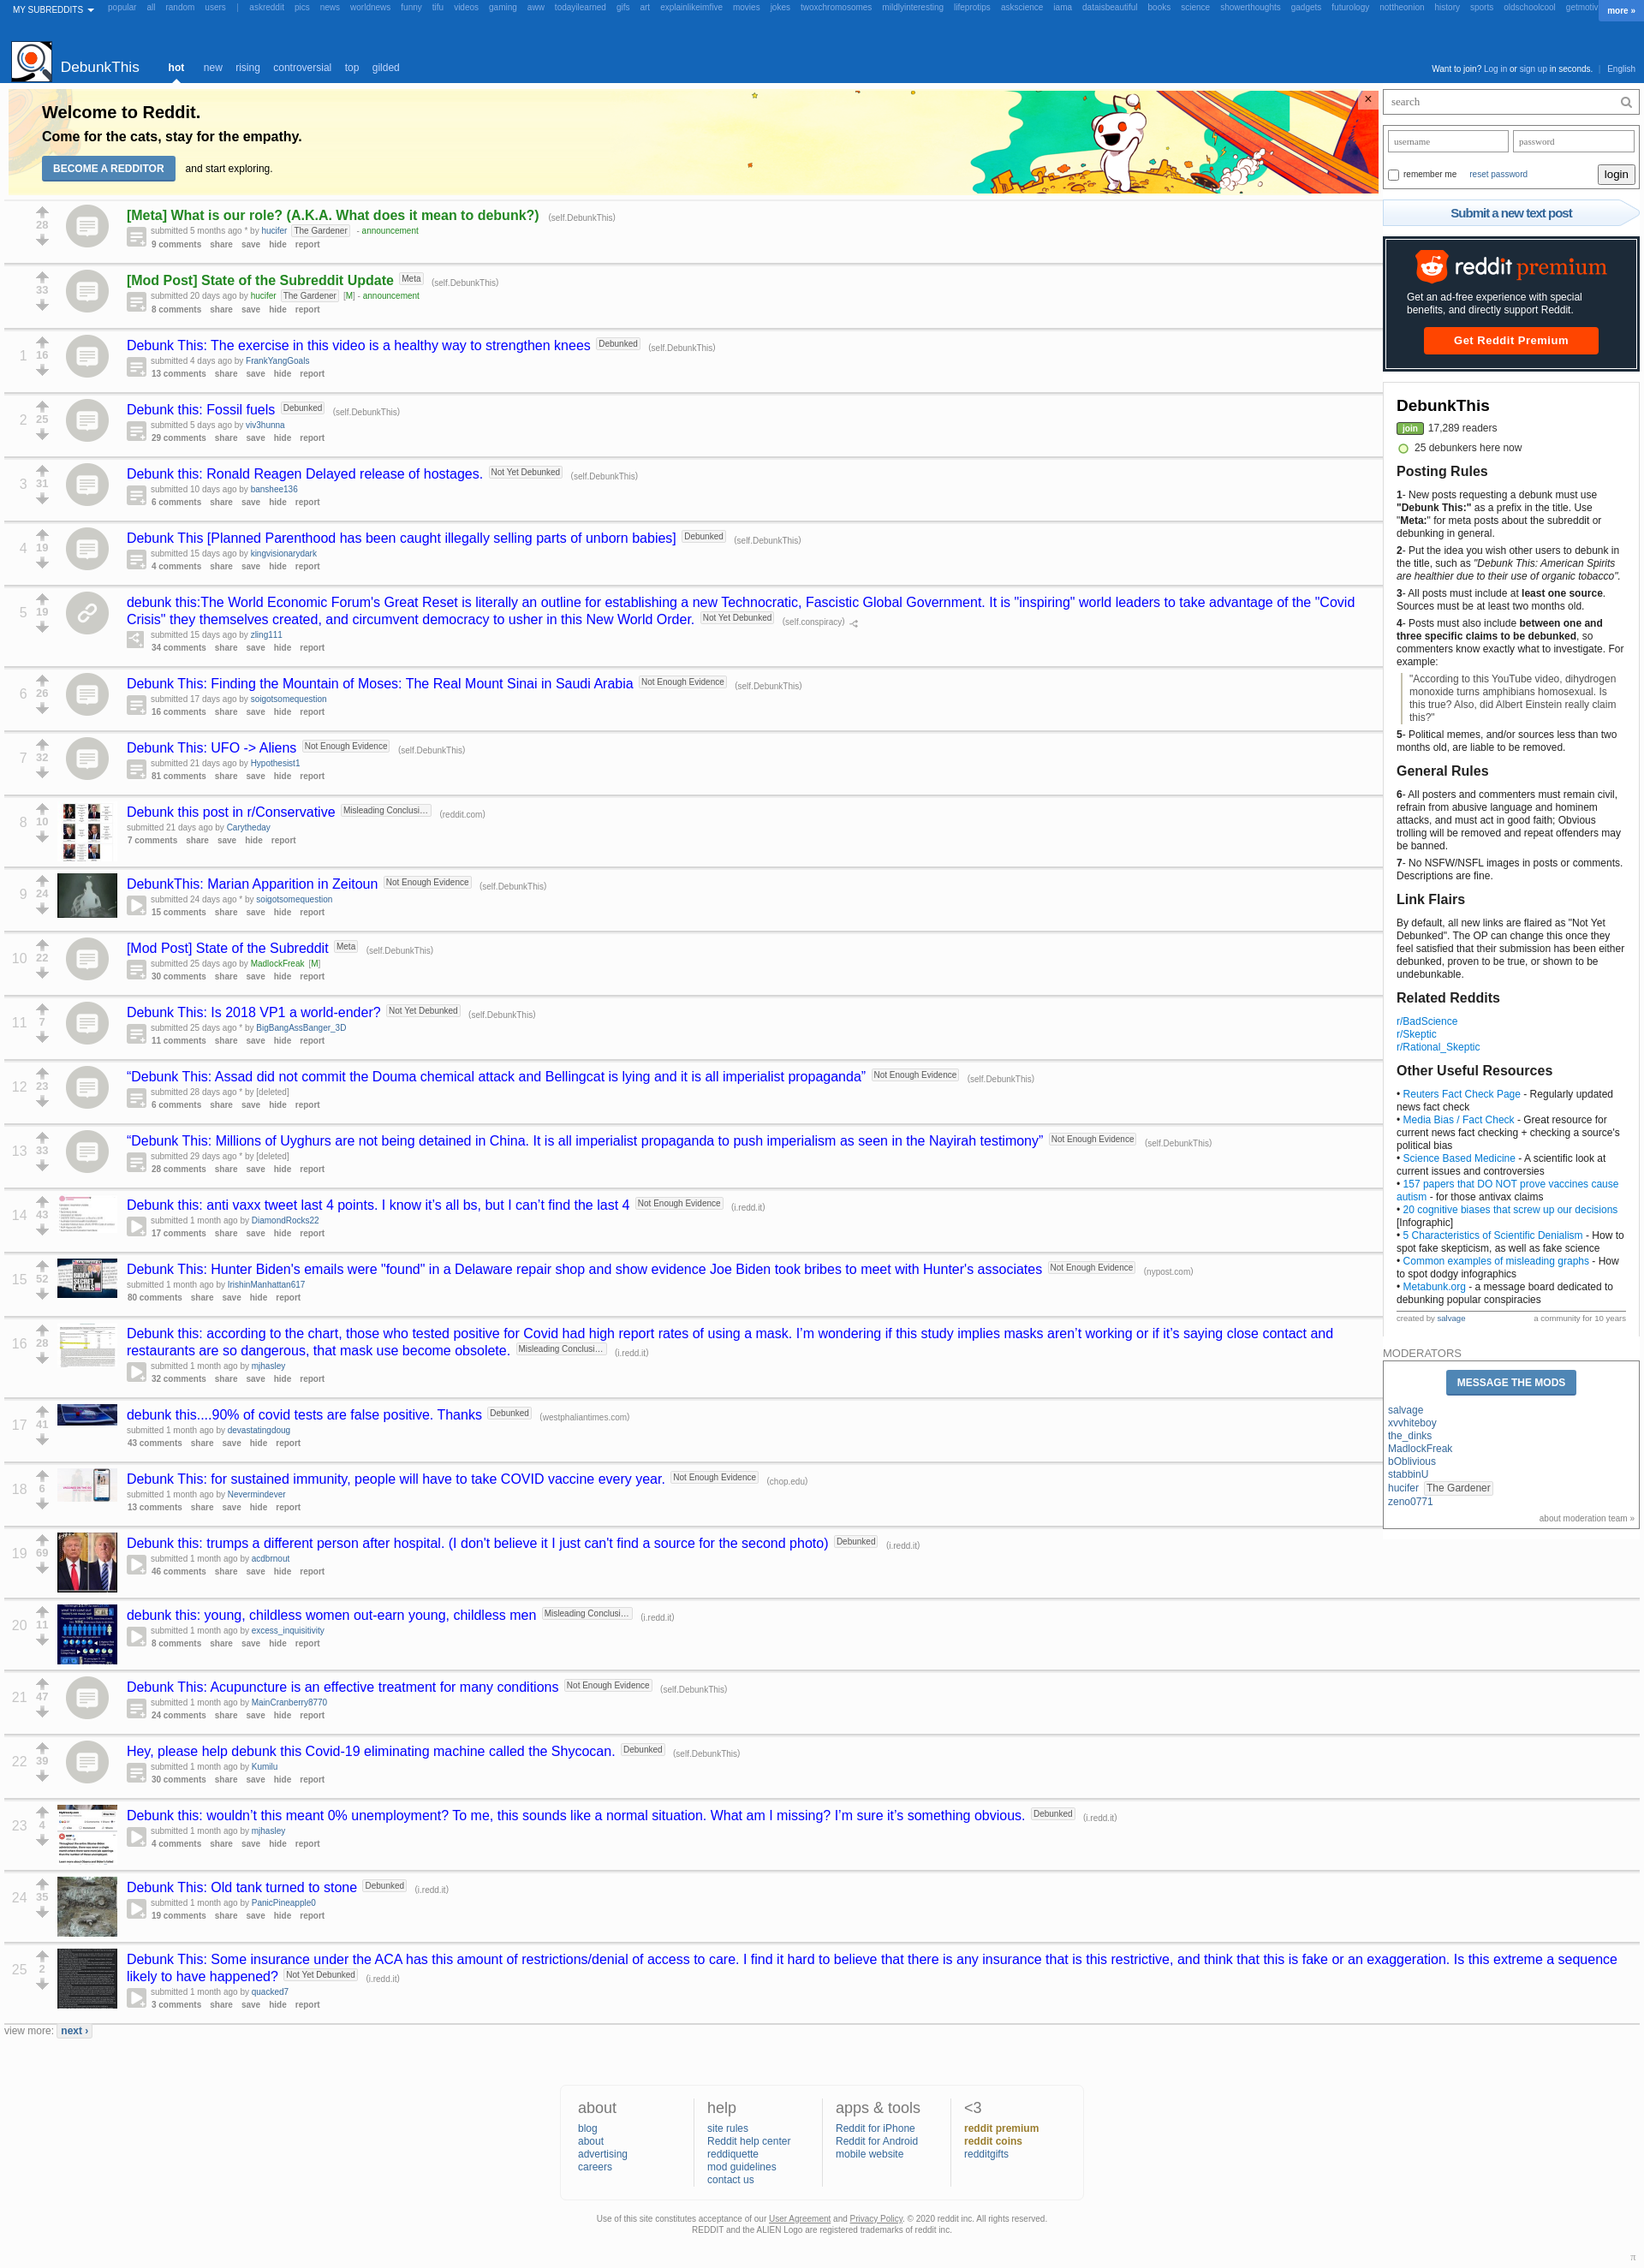 MY SUBREDDITS popular all random users | askreddit pics news worldnews funny tifu videos gaming aww todayilearned gifs art explainlikeimfive movies jokes twoxchromosomes mildlyinteresting lifeprotips askscience iama dataisbeautiful books science showerthoughts gadgets futurology nottheonion history sports oldschoolcool getmotiv more »
DebunkThis hot new rising controversial top gilded
Want to join? Log in or sign up in seconds. | English
Welcome to Reddit.
Come for the cats, stay for the empathy.
BECOME A REDDITOR and start exploring.
×
28
[Meta] What is our role? (A.K.A. What does it mean to debunk?) (self.DebunkThis)
submitted 5 months ago * by hucifer The Gardener - announcement
9 comments share save hide report
33
[Mod Post] State of the Subreddit Update Meta (self.DebunkThis)
submitted 20 days ago by hucifer The Gardener [M] - announcement
8 comments share save hide report
1 16
Debunk This: The exercise in this video is a healthy way to strengthen knees Debunked (self.DebunkThis)
submitted 4 days ago by FrankYangGoals
13 comments share save hide report
2 25
Debunk this: Fossil fuels Debunked (self.DebunkThis)
submitted 5 days ago by viv3hunna
29 comments share save hide report
3 31
Debunk this: Ronald Reagen Delayed release of hostages. Not Yet Debunked (self.DebunkThis)
submitted 10 days ago by banshee136
6 comments share save hide report
4 19
Debunk This [Planned Parenthood has been caught illegally selling parts of unborn babies] Debunked (self.DebunkThis)
submitted 15 days ago by kingvisionarydark
4 comments share save hide report
5 19
debunk this:The World Economic Forum's Great Reset is literally an outline for establishing a new Technocratic, Fascistic Global Government. It is "inspiring" world leaders to take advantage of the "Covid
Crisis" they themselves created, and circumvent democracy to usher in this New World Order. Not Yet Debunked (self.conspiracy)
submitted 15 days ago by zling111
34 comments share save hide report
6 26
Debunk This: Finding the Mountain of Moses: The Real Mount Sinai in Saudi Arabia Not Enough Evidence (self.DebunkThis)
submitted 17 days ago by soigotsomequestion
16 comments share save hide report
7 32
Debunk This: UFO -> Aliens Not Enough Evidence (self.DebunkThis)
submitted 21 days ago by Hypothesist1
81 comments share save hide report
8 10
Debunk this post in r/Conservative Misleading Conclusi… (reddit.com)
submitted 21 days ago by Carytheday
7 comments share save hide report
9 24
DebunkThis: Marian Apparition in Zeitoun Not Enough Evidence (self.DebunkThis)
submitted 24 days ago * by soigotsomequestion
15 comments share save hide report
10 22
[Mod Post] State of the Subreddit Meta (self.DebunkThis)
submitted 25 days ago by MadlockFreak [M]
30 comments share save hide report
11 7
Debunk This: Is 2018 VP1 a world-ender? Not Yet Debunked (self.DebunkThis)
submitted 25 days ago * by BigBangAssBanger_3D
11 comments share save hide report
12 23
“Debunk This: Assad did not commit the Douma chemical attack and Bellingcat is lying and it is all imperialist propaganda” Not Enough Evidence (self.DebunkThis)
submitted 28 days ago * by [deleted]
6 comments share save hide report
13 33
“Debunk This: Millions of Uyghurs are not being detained in China. It is all imperialist propaganda to push imperialism as seen in the Nayirah testimony” Not Enough Evidence (self.DebunkThis)
submitted 29 days ago * by [deleted]
28 comments share save hide report
14 43
Debunk this: anti vaxx tweet last 4 points. I know it’s all bs, but I can’t find the last 4 Not Enough Evidence (i.redd.it)
submitted 1 month ago by DiamondRocks22
17 comments share save hide report
15 52
Debunk This: Hunter Biden's emails were "found" in a Delaware repair shop and show evidence Joe Biden took bribes to meet with Hunter's associates Not Enough Evidence (nypost.com)
submitted 1 month ago by IrishinManhattan617
80 comments share save hide report
16 28
Debunk this: according to the chart, those who tested positive for Covid had high report rates of using a mask. I’m wondering if this study implies masks aren’t working or if it’s saying close contact and
restaurants are so dangerous, that mask use become obsolete. Misleading Conclusi… (i.redd.it)
submitted 1 month ago by mjhasley
32 comments share save hide report
17 41
debunk this....90% of covid tests are false positive. Thanks Debunked (westphaliantimes.com)
submitted 1 month ago by devastatingdoug
43 comments share save hide report
18 6
Debunk This: for sustained immunity, people will have to take COVID vaccine every year. Not Enough Evidence (chop.edu)
submitted 1 month ago by Nevermindever
13 comments share save hide report
19 69
Debunk this: trumps a different person after hospital. (I don't believe it I just can't find a source for the second photo) Debunked (i.redd.it)
submitted 1 month ago by acdbrnout
46 comments share save hide report
20 11
debunk this: young, childless women out-earn young, childless men Misleading Conclusi… (i.redd.it)
submitted 1 month ago by excess_inquisitivity
8 comments share save hide report
21 47
Debunk This: Acupuncture is an effective treatment for many conditions Not Enough Evidence (self.DebunkThis)
submitted 1 month ago by MainCranberry8770
24 comments share save hide report
22 39
Hey, please help debunk this Covid-19 eliminating machine called the Shycocan. Debunked (self.DebunkThis)
submitted 1 month ago by Kumilu
30 comments share save hide report
23 4
Debunk this: wouldn’t this meant 0% unemployment? To me, this sounds like a normal situation. What am I missing? I’m sure it’s something obvious. Debunked (i.redd.it)
submitted 1 month ago by mjhasley
4 comments share save hide report
24 35
Debunk This: Old tank turned to stone Debunked (i.redd.it)
submitted 1 month ago by PanicPineapple0
19 comments share save hide report
25 2
Debunk This: Some insurance under the ACA has this amount of restrictions/denial of access to care. I find it hard to believe that there is any insurance that is this restrictive, and think that this is fake or an exaggeration. Is this extreme a sequence
likely to have happened? Not Yet Debunked (i.redd.it)
submitted 1 month ago by quacked7
3 comments share save hide report
view more: next ›
search
username password
remember me reset password login
Submit a new text post
reddit premium
Get an ad-free experience with special
benefits, and directly support Reddit.
Get Reddit Premium
DebunkThis
join 17,289 readers
25 debunkers here now
Posting Rules
1- New posts requesting a debunk must use
"Debunk This:" as a prefix in the title. Use
"Meta:" for meta posts about the subreddit or
debunking in general.
2- Put the idea you wish other users to debunk in
the title, such as "Debunk This: American Spirits
are healthier due to their use of organic tobacco".
3- All posts must include at least one source.
Sources must be at least two months old.
4- Posts must also include between one and
three specific claims to be debunked, so
commenters know exactly what to investigate. For
example:
"According to this YouTube video, dihydrogen
monoxide turns amphibians homosexual. Is
this true? Also, did Albert Einstein really claim
this?"
5- Political memes, and/or sources less than two
months old, are liable to be removed.
General Rules
6- All posters and commenters must remain civil,
refrain from abusive language and hominem
attacks, and must act in good faith; Obvious
trolling will be removed and repeat offenders may
be banned.
7- No NSFW/NSFL images in posts or comments.
Descriptions are fine.
Link Flairs
By default, all new links are flaired as "Not Yet
Debunked". The OP can change this once they
feel satisfied that their submission has been either
debunked, proven to be true, or shown to be
undebunkable.
Related Reddits
r/BadScience
r/Skeptic
r/Rational_Skeptic
Other Useful Resources
• Reuters Fact Check Page - Regularly updated
news fact check
• Media Bias / Fact Check - Great resource for
current news fact checking + checking a source's
political bias
• Science Based Medicine - A scientific look at
current issues and controversies
• 157 papers that DO NOT prove vaccines cause
autism - for those antivax claims
• 20 cognitive biases that screw up our decisions
[Infographic]
• 5 Characteristics of Scientific Denialism - How to
spot fake skepticism, as well as fake science
• Common examples of misleading graphs - How
to spot dodgy infographics
• Metabunk.org - a message board dedicated to
debunking popular conspiracies
created by salvage a community for 10 years
MODERATORS
MESSAGE THE MODS
salvage
xvvhiteboy
the_dinks
MadlockFreak
bOblivious
stabbinU
hucifer The Gardener
zeno0771
about moderation team »
about
blog
about
advertising
careers
help
site rules
Reddit help center
reddiquette
mod guidelines
contact us
apps & tools
Reddit for iPhone
Reddit for Android
mobile website
<3
reddit premium
reddit coins
redditgifts
Use of this site constitutes acceptance of our User Agreement and Privacy Policy. © 2020 reddit inc. All rights reserved.
REDDIT and the ALIEN Logo are registered trademarks of reddit inc.
π